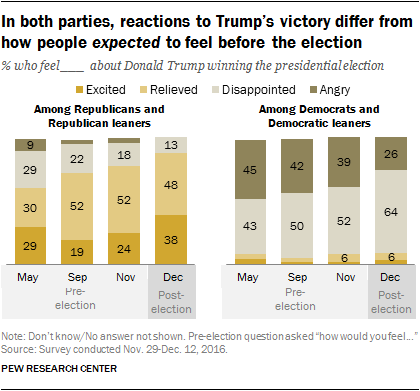 In both parties, reactions to Trump's victory differ from
how people expected to feel before the election
% who feel___ about Donald Trump winning the presidential election
Excited Relieved Disappointed Angry
Among Republicans and
Republican leaners
9 29 30 29
22 52 19
18 52 24
13 48 38
May Sep Nov Dec
Pre-
election
Post-
election
Among Democrats and
Democratic leaners
45 43
42 50
39 52 6
26 64 6
May Sep Nov Dec
Pre-
election
Post-
election
Note: Don't know/No answer not shown. Pre-election question asked "how would you feel..."
Source: Survey conducted Nov. 29-Dec. 12, 2016.
PEW RESEARCH CENTER